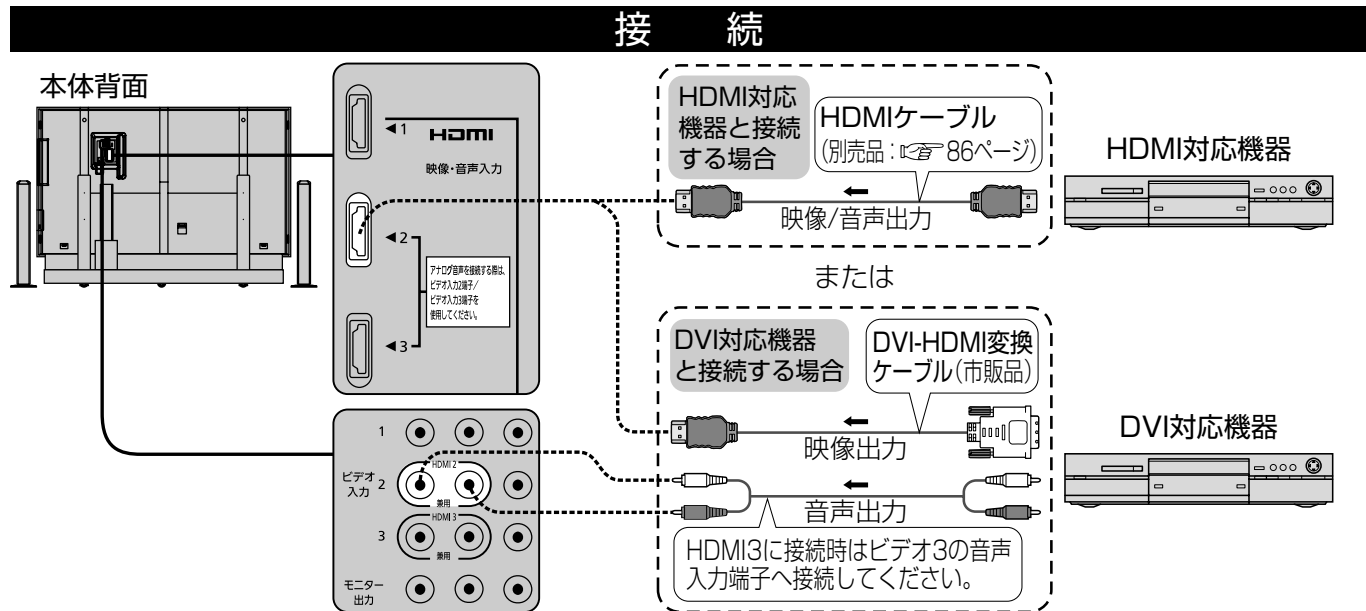 接　続
本体背面
1
HDMI
映像・音声入力
2
アナログ音声を接続する際は、
ビデオ入力2端子/
ビデオ入力3端子を
使用してください。
3
HDMI対応
機器と接続
する場合
HDMIケーブル
(別売品:☞86ページ)
映像/音声出力
HDMI対応機器
または
DVI対応機器
と接続する場合
DVI-HDMI変換
ケーブル(市販品)
映像出力
音声出力
HDMI3に接続時はビデオ3の音声
入力端子へ接続してください。
DVI対応機器
1
ビデオ
入力
2
HDMI 2
兼用
3
HDMI 3
兼用
モニター
出力